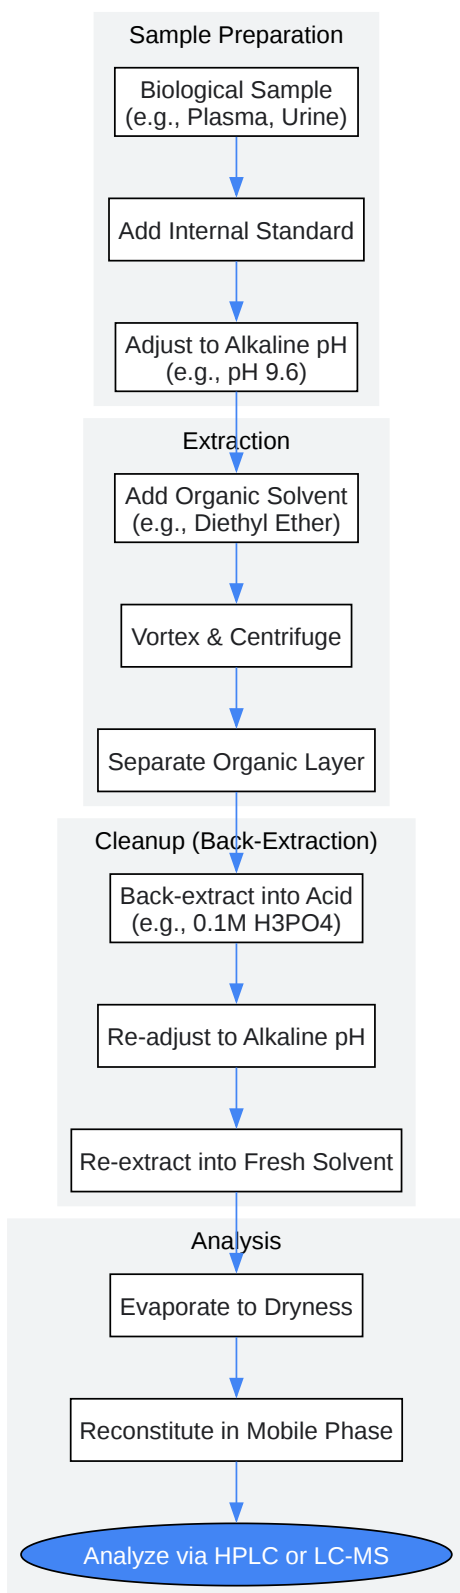 Sample Preparation
Biological Sample
(e.g., Plasma, Urine)
Add Internal Standard
Adjust to Alkaline pH
(e.g., pH 9.6)
Extraction
Add Organic Solvent
(e.g., Diethyl Ether)
Vortex & Centrifuge
Separate Organic Layer
Cleanup (Back-Extraction)
Back-extract into Acid
(e.g., 0.1M H3PO4)
Re-adjust to Alkaline pH
Re-extract into Fresh Solvent
Analysis
Evaporate to Dryness
Reconstitute in Mobile Phase
Analyze via HPLC or LC-MS